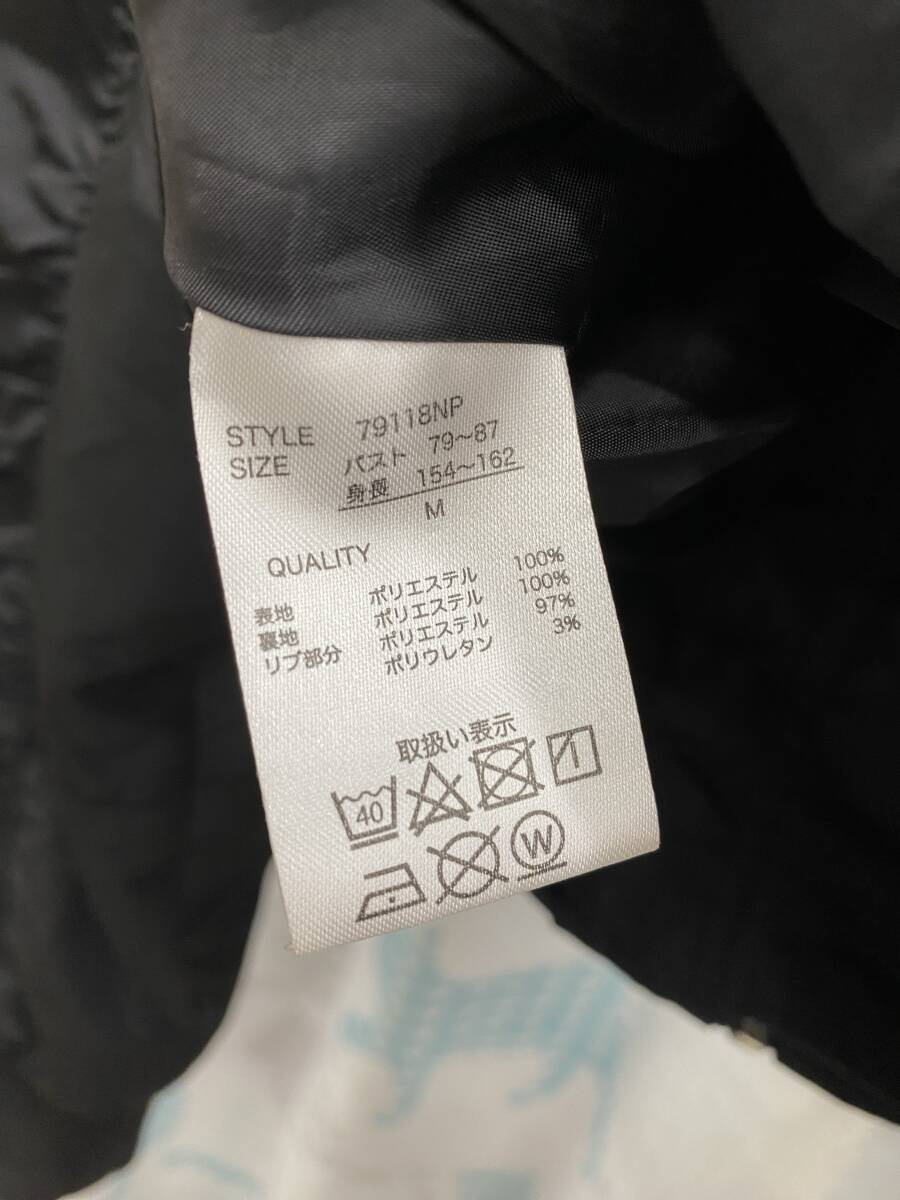 STYLE 79118NP
SIZE バスト 79〜87
身長 154〜162
M
QUALITY
表地 ポリエステル 100%
裏地 ポリエステル 100%
リブ部分 ポリエステル 97%
ポリウレタン 3%
取扱い表示
40
W